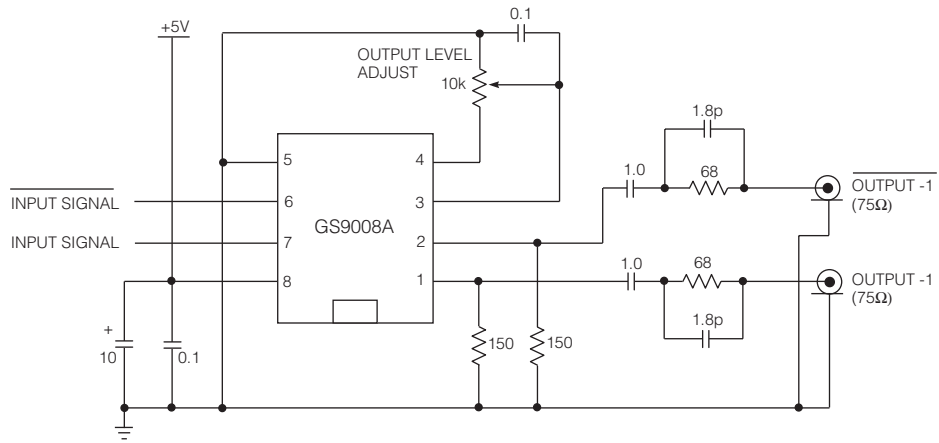 +5V
0.1
OUTPUT LEVEL
ADJUST
10k
1.8p
1.0
68
OUTPUT -1
(75Ω)
INPUT SIGNAL
INPUT SIGNAL
5
6
7
8
GS9008A
4
3
2
1
1.0
68
1.8p
OUTPUT -1
(75Ω)
+
10
0.1
150
150